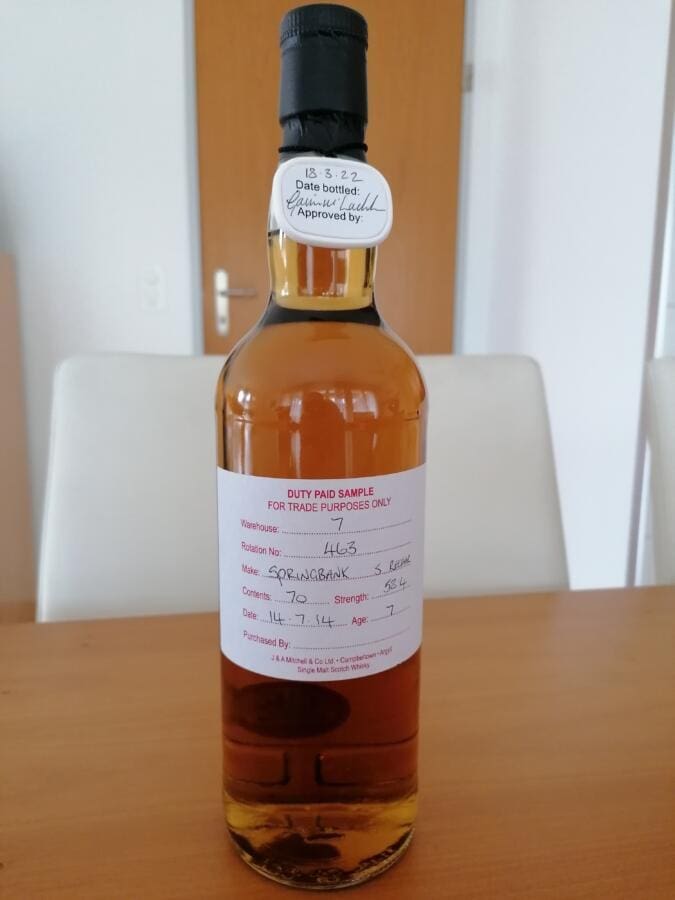 18.3.22
Date bottled:
Approved by:
DUTY PAID SAMPLE
FOR TRADE PURPOSES ONLY
Warehouse: 7
Rotation No: 463
Make: SPRINGBANK S. REFILL
Contents: 70 Strength: 58.4
Date: 14.7.14 Age: 7
Purchased By:
J & A Mitchell & Co Ltd. • Campbeltown • Argyll
Single Malt Scotch Whisky